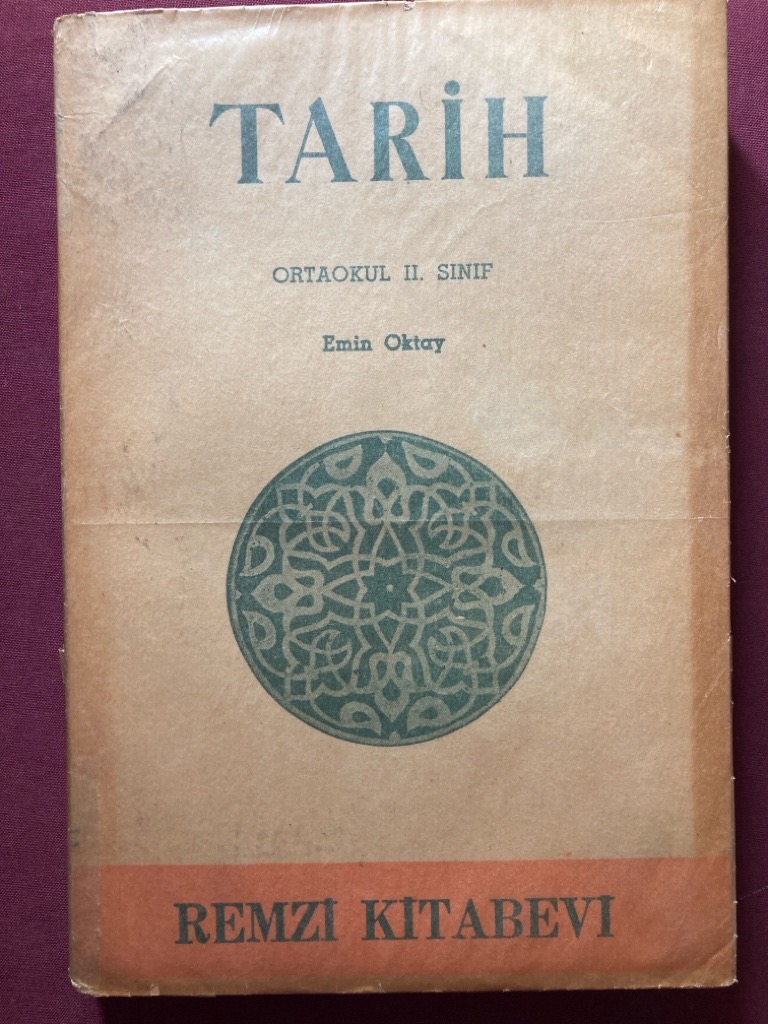 TARİH
ORTAOKUL II. SINIF
Emin Oktay
REMZİ KİTABEVİ